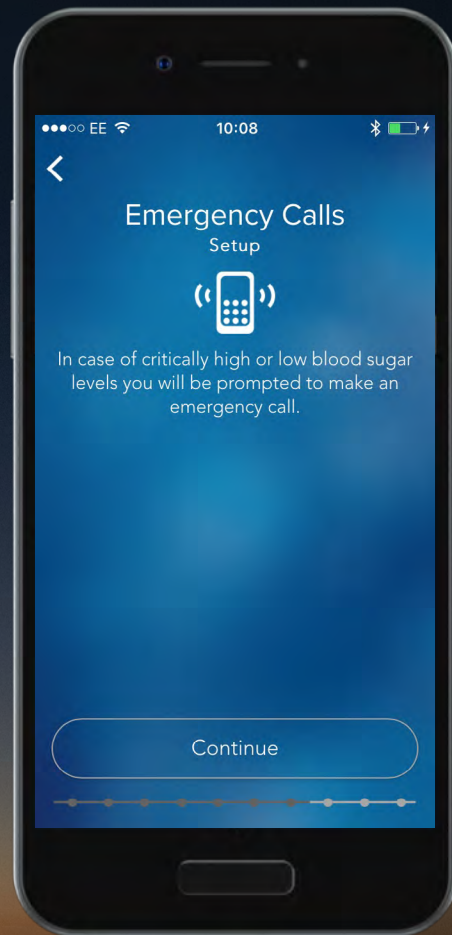 EE 10:08
Emergency Calls
Setup
In case of critically high or low blood sugar
levels you will be prompted to make an
emergency call.
Continue